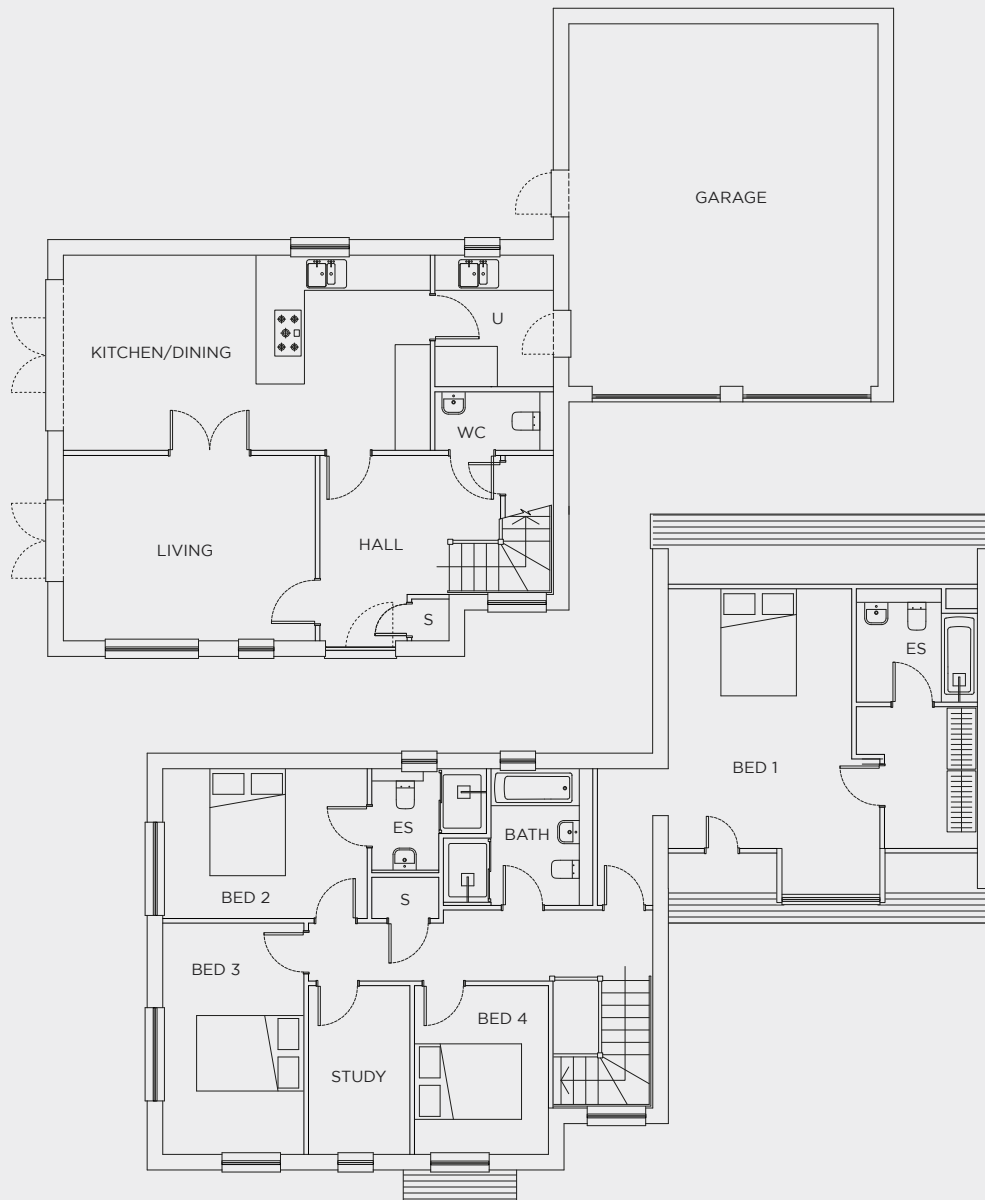 GARAGE
U
KITCHEN/DINING
WC
LIVING
HALL
S
ES
BED 1
BATH
ES
BED 2
S
BED 3
BED 4
STUDY